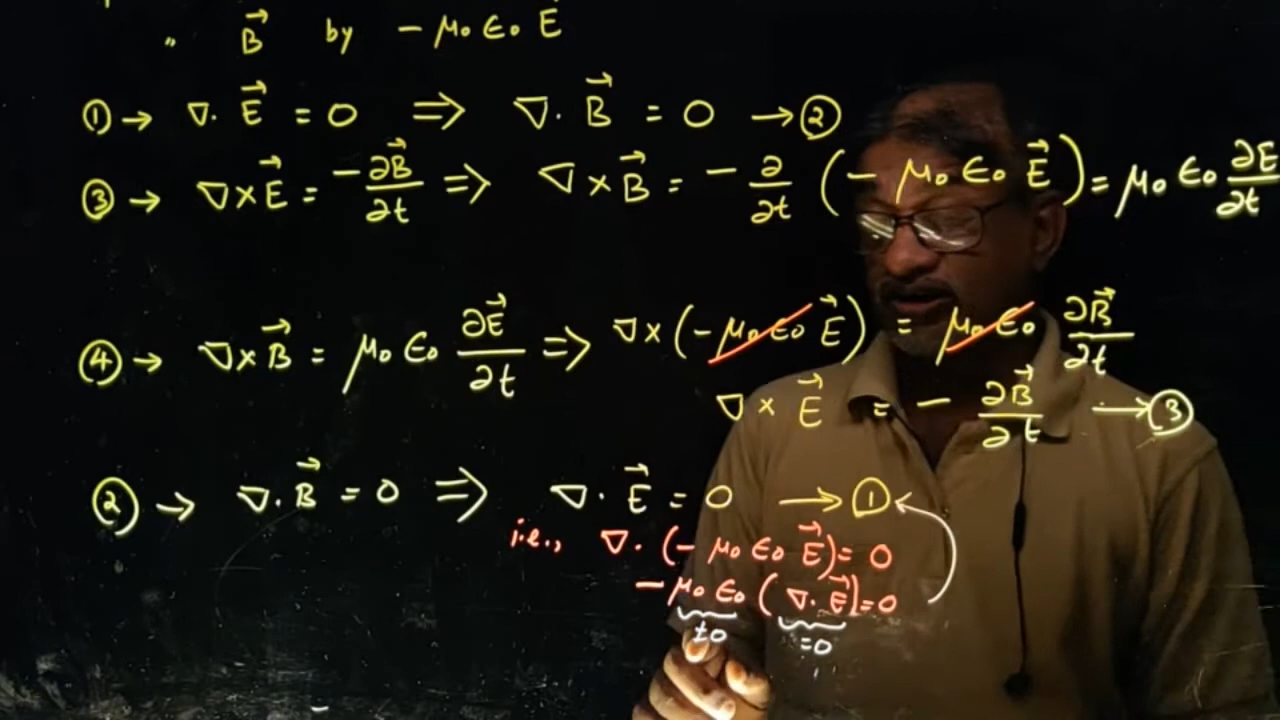 " B⃗ by - μ₀ ϵ₀ E⃗
① → ∇. E⃗ = 0 ⇒ ∇. B⃗ = 0 → ②
③ → ∇×E⃗ = -∂B⃗/∂t ⇒ ∇×B⃗ = - ∂/∂t (- μ₀ ϵ₀ E⃗) = μ₀ ϵ₀ ∂E/∂t
④ → ∇×B⃗ = μ₀ ϵ₀ ∂E⃗/∂t ⇒ ∇×(- μ₀ ϵ₀ E⃗) = μ₀ ϵ₀ ∂B⃗/∂t
∇ × E⃗ = - ∂B⃗/∂t → ③
② → ∇. B⃗ = 0 ⇒ ∇. E⃗ = 0 → ①
i.e., ∇. (- μ₀ ϵ₀ E⃗) = 0
- μ₀ ϵ₀ (∇. E⃗) = 0
≠0 =0